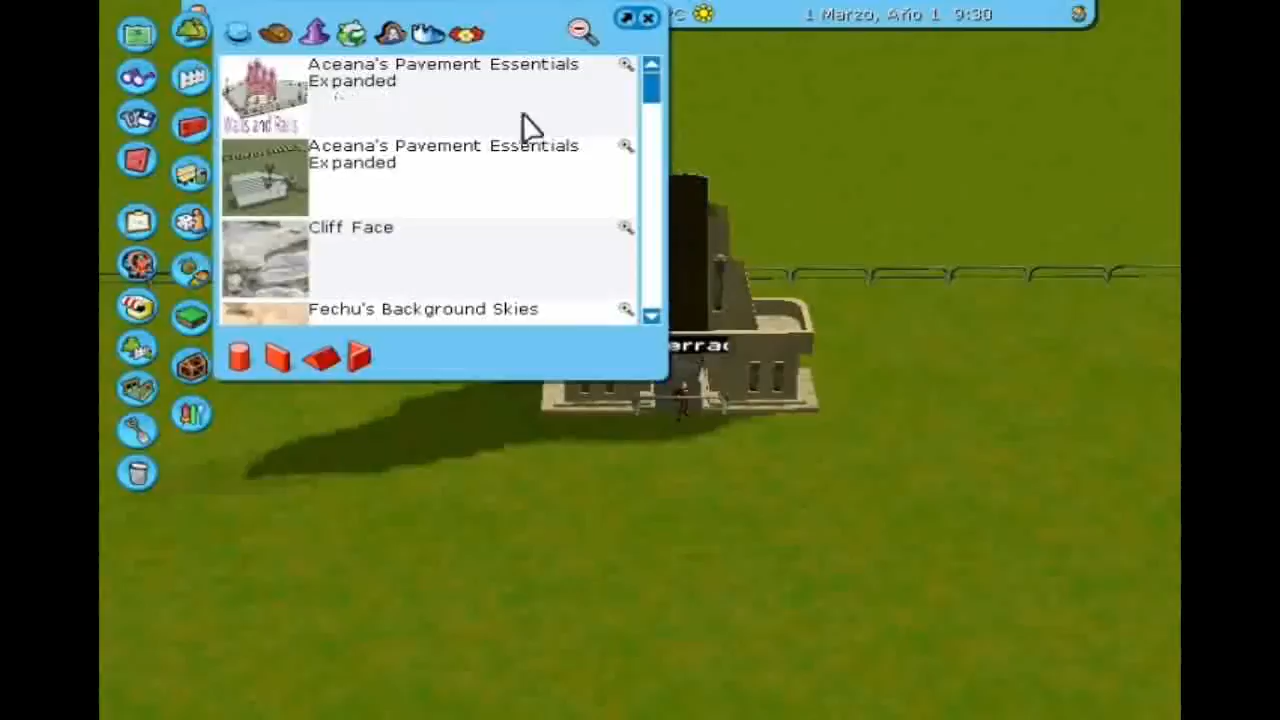 PC
1 Marzo, Año 1 9:30
Aceana's Pavement Essentials
Expanded
Walls and Rails
Aceana's Pavement Essentials
Expanded
Cliff Face
Fechu's Background Skies